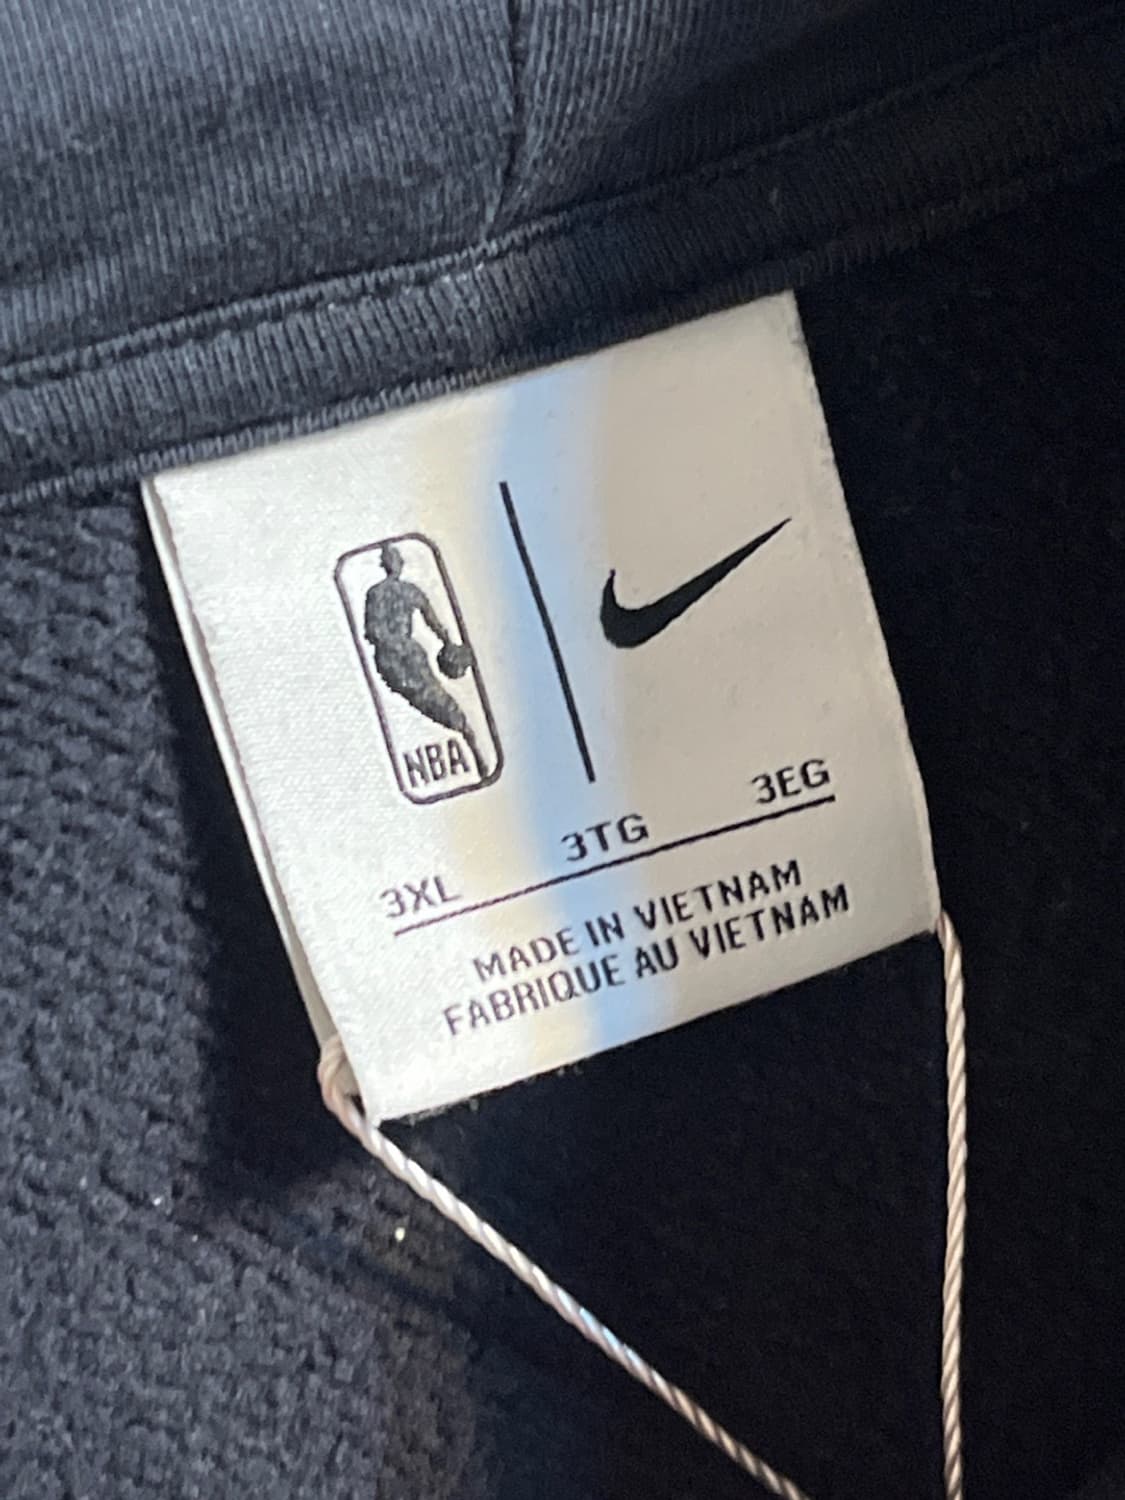 NBA
3XL 3TG 3EG
MADE IN VIETNAM
FABRIQUE AU VIETNAM